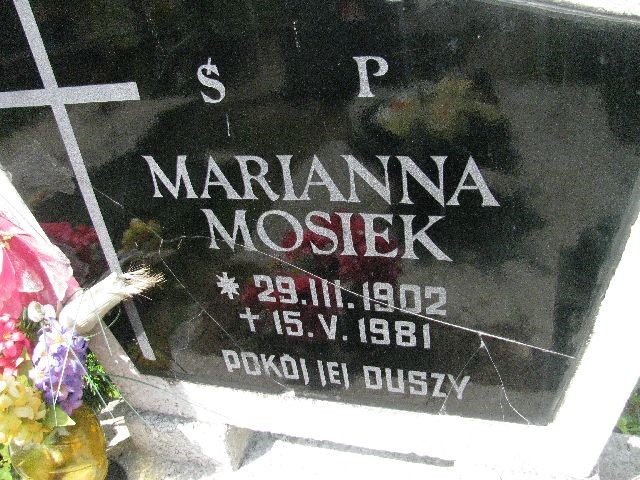 Ś P
MARIANNA
MOSIEK
* 29.III.1902
+ 15.V.1981
POKÓJ JEJ DUSZY